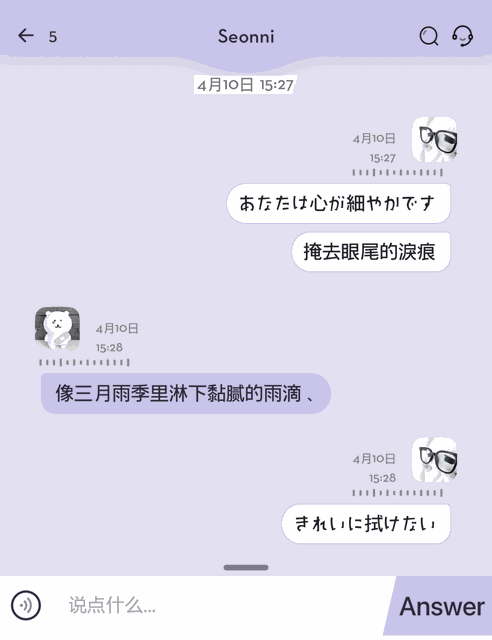 5 Seonni
4月10日 15:27
4月10日
15:27
あなたは心が細やかです
掩去眼尾的淚痕
4月10日
15:28
像三月雨季里淋下黏腻的雨滴、
4月10日
15:28
きれいに拭けない
说点什么... Answer